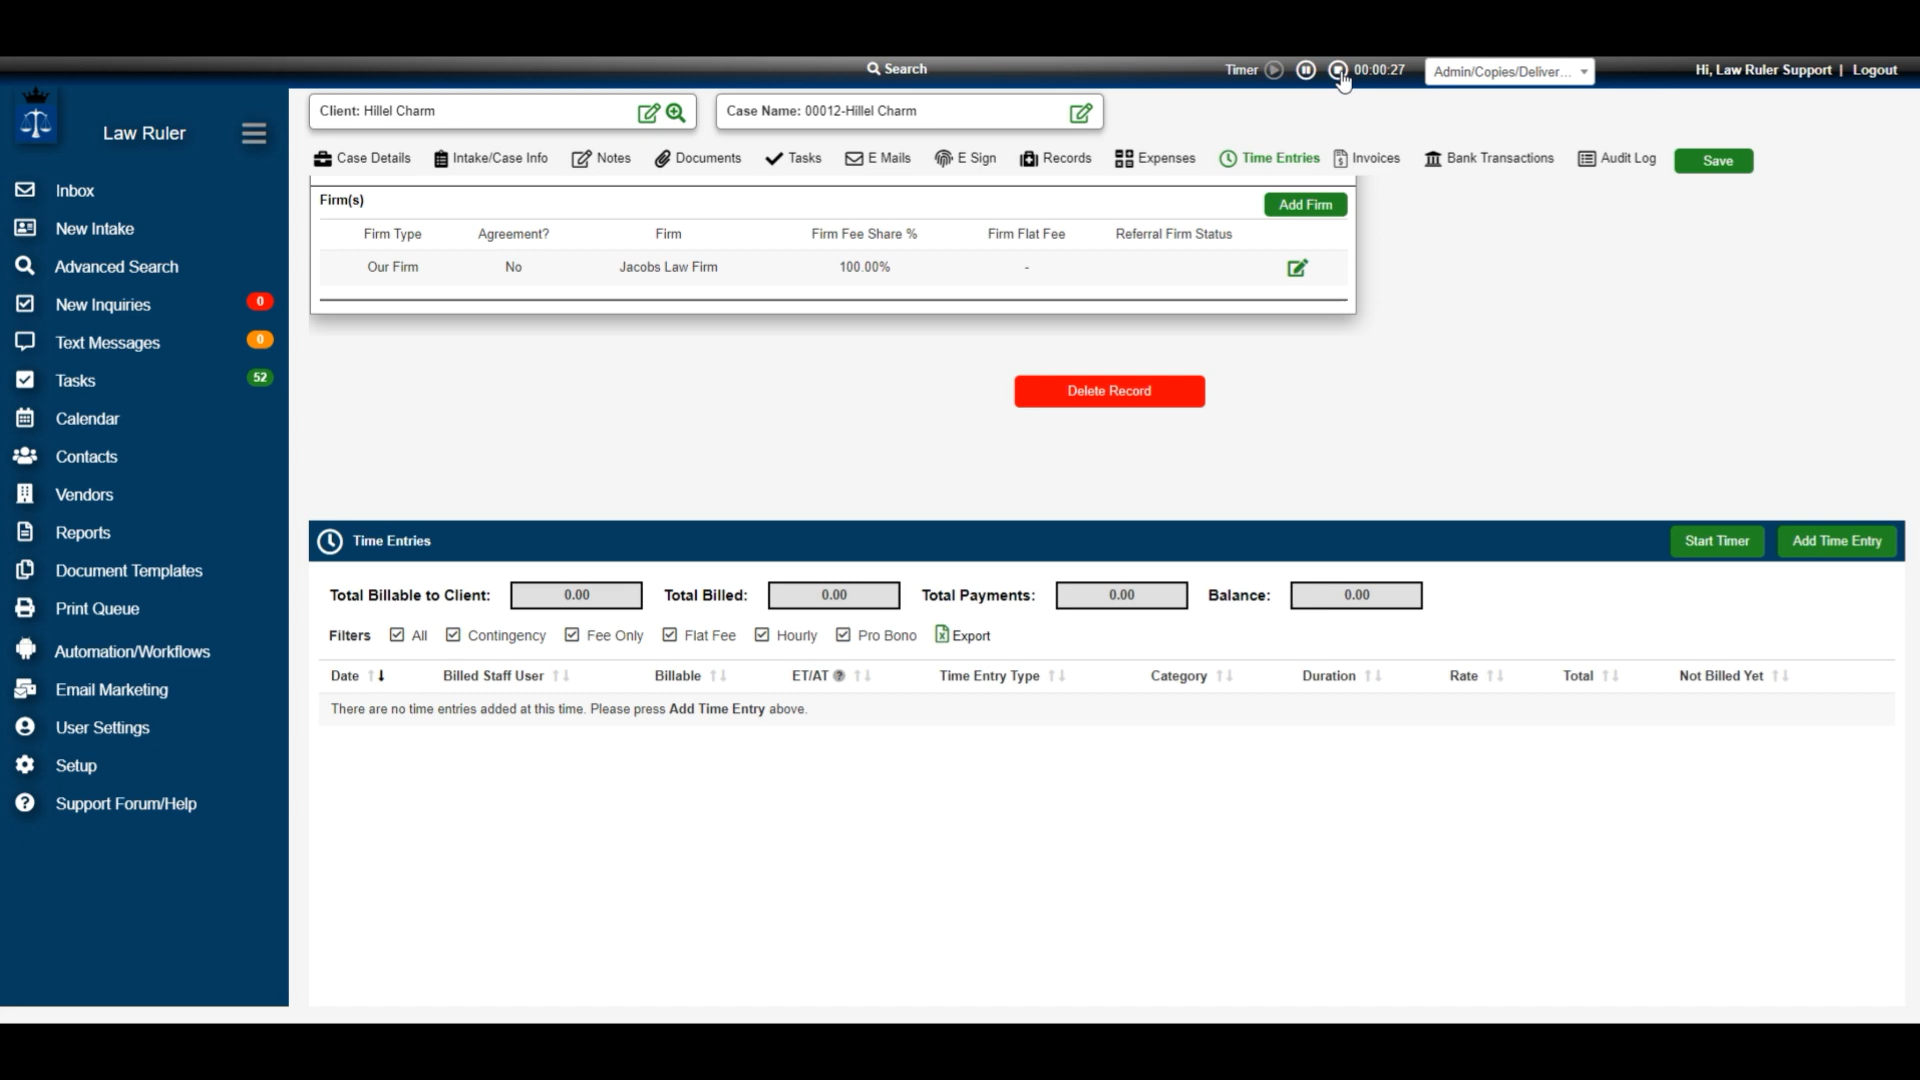 Search
Timer 00:00:27 Admin/Copies/Deliver... Hi, Law Ruler Support | Logout
Law Ruler
Client: Hillel Charm
Case Name: 00012-Hillel Charm
Case Details Intake/Case Info Notes Documents Tasks E Mails E Sign Records Expenses Time Entries Invoices Bank Transactions Audit Log Save
Inbox
New Intake
Advanced Search
New Inquiries 0
Text Messages 0
Tasks 52
Calendar
Contacts
Vendors
Reports
Document Templates
Print Queue
Automation/Workflows
Email Marketing
User Settings
Setup
Support Forum/Help
Firm(s) Add Firm
Firm Type Agreement? Firm Firm Fee Share % Firm Flat Fee Referral Firm Status
Our Firm No Jacobs Law Firm 100.00% -
Delete Record
Time Entries Start Timer Add Time Entry
Total Billable to Client: 0.00 Total Billed: 0.00 Total Payments: 0.00 Balance: 0.00
Filters All Contingency Fee Only Flat Fee Hourly Pro Bono Export
Date Billed Staff User Billable ET/AT Time Entry Type Category Duration Rate Total Not Billed Yet
There are no time entries added at this time. Please press Add Time Entry above.